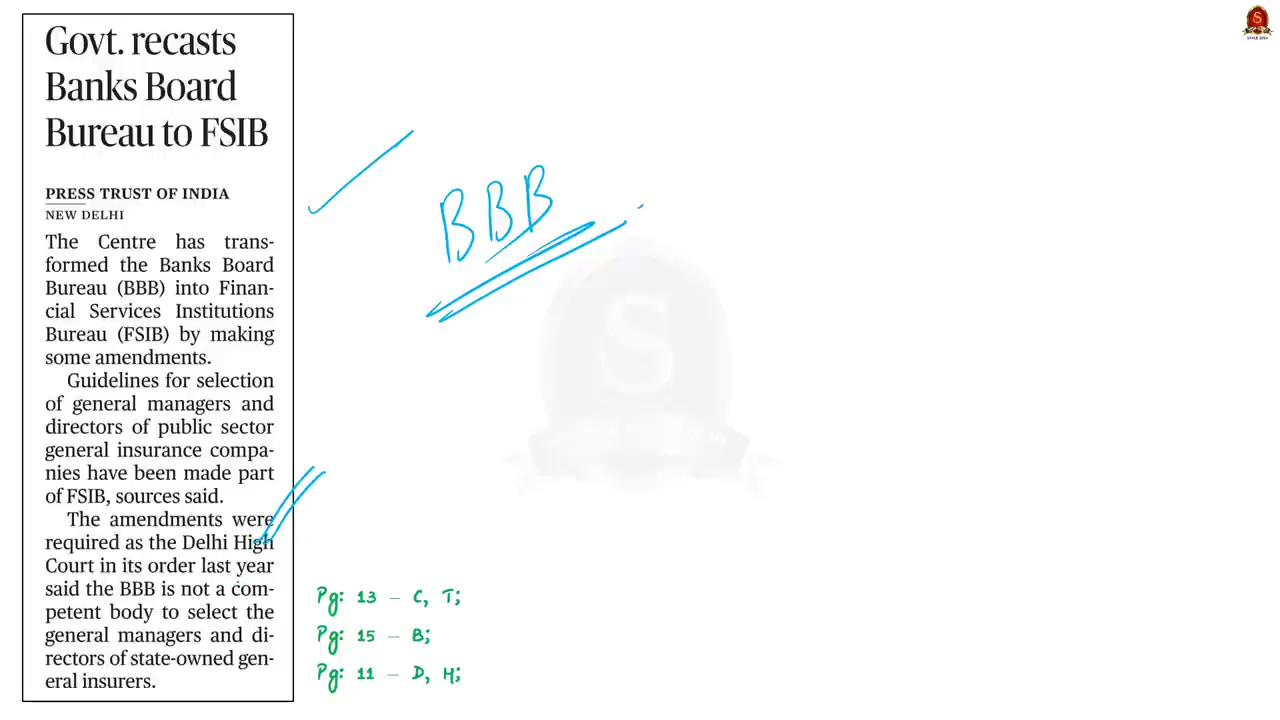 Govt. recasts
Banks Board
Bureau to FSIB
PRESS TRUST OF INDIA
NEW DELHI
The Centre has trans-
formed the Banks Board
Bureau (BBB) into Finan-
cial Services Institutions
Bureau (FSIB) by making
some amendments.
Guidelines for selection
of general managers and
directors of public sector
general insurance compa-
nies have been made part
of FSIB, sources said.
The amendments were
required as the Delhi High
Court in its order last year
said the BBB is not a com-
petent body to select the
general managers and di-
rectors of state-owned gen-
eral insurers.
BBB
Pg: 13 – C, T;
Pg: 15 – B;
Pg: 11 – D, H;
S
S